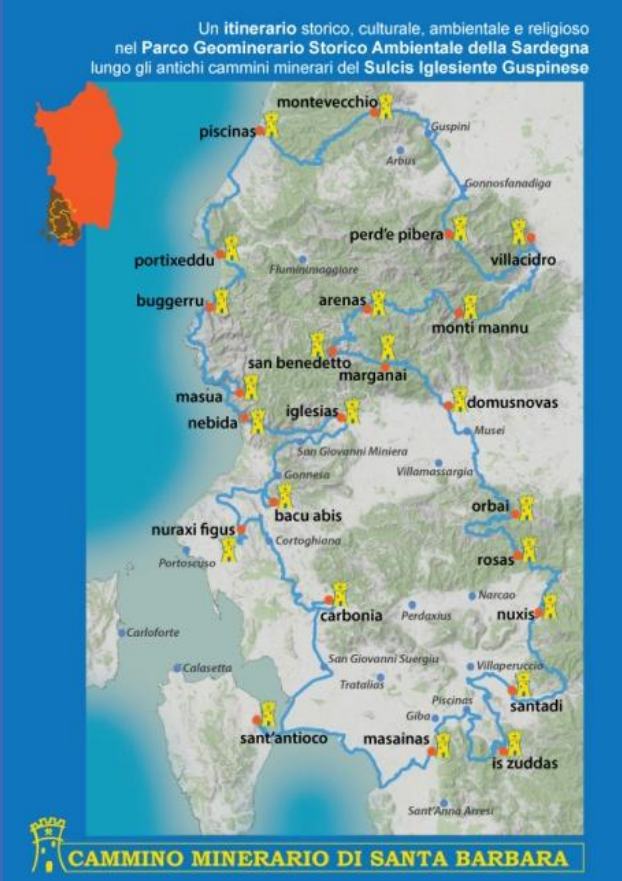 Un itinerario storico, culturale, ambientale e religioso
nel Parco Geominerario Storico Ambientale della Sardegna
lungo gli antichi cammini minerari del Sulcis Iglesiente Guspinese
montevecchio
piscinas
Guspini
Arbus
Gonnosfanadiga
perd'e pibera
villacidro
portixeddu
Fluminimaggiore
buggerru
arenas
monti mannu
san benedetto
marganai
masua
domusnovas
nebida
iglesias
Musei
San Giovanni Miniera
Villamassargia
Gonnesa
orbai
bacu abis
nuraxi figus
Cortoghiana
rosas
Portoscuso
Narcao
carbonia
Perdaxius
nuxis
Carloforte
San Giovanni Suergiu
Villaperuccio
Calasetta
Tratalias
Piscinas
santadi
Giba
sant'antioco
masainas
is zuddas
Sant'Anna Arresi
CAMMINO MINERARIO DI SANTA BARBARA